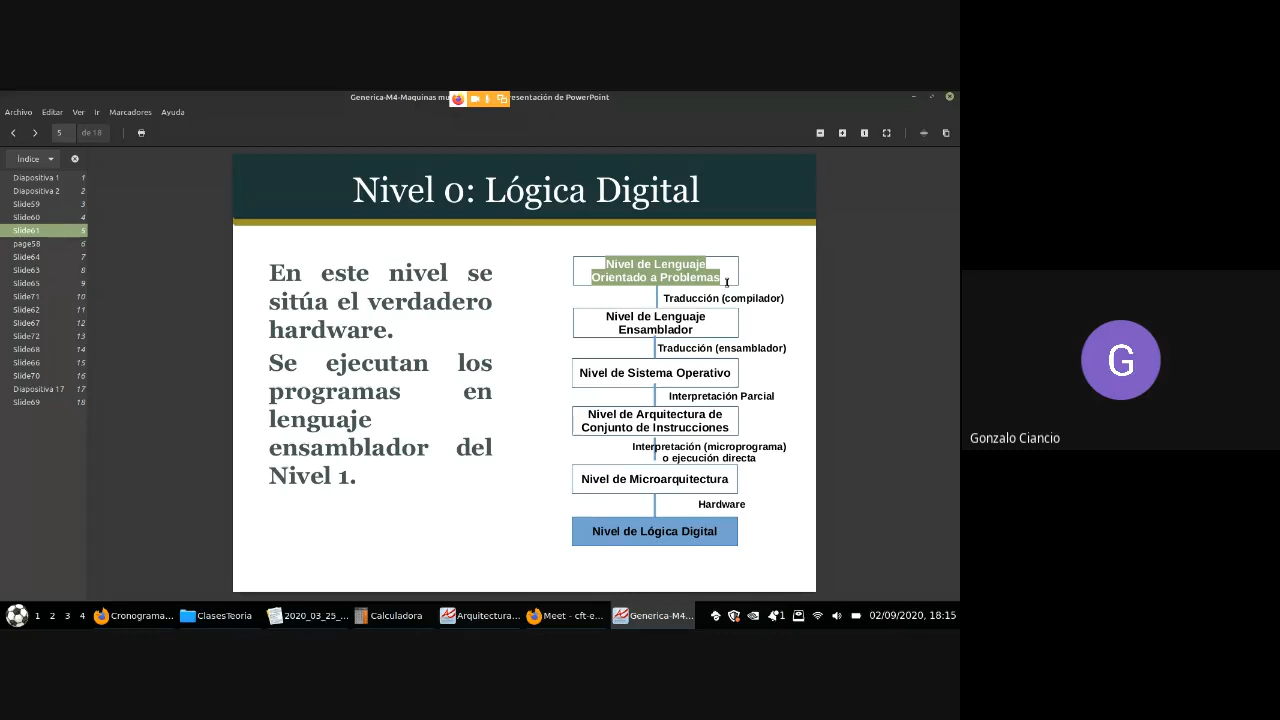 Generica-M4-Maquinas mu
resentación de PowerPoint
Archivo Editar Ver Ir Marcadores Ayuda
5 de 18
Índice
Diapositiva 1 1
Diapositiva 2 2
Slide59 3
Slide60 4
Slide61 5
page58 6
Slide64 7
Slide63 8
Slide65 9
Slide71 10
Slide62 11
Slide67 12
Slide72 13
Slide68 14
Slide66 15
Slide70 16
Diapositiva 17 17
Slide69 18
Nivel 0: Lógica Digital
En este nivel se
sitúa el verdadero
hardware.
Se ejecutan los
programas en
lenguaje
ensamblador del
Nivel 1.
Nivel de Lenguaje
Orientado a Problemas
Traducción (compilador)
Nivel de Lenguaje
Ensamblador
Traducción (ensamblador)
Nivel de Sistema Operativo
Interpretación Parcial
Nivel de Arquitectura de
Conjunto de Instrucciones
Interpretación (microprograma)
o ejecución directa
Nivel de Microarquitectura
Hardware
Nivel de Lógica Digital
G
Gonzalo Ciancio
1 2 3 4 Cronograma... ClasesTeoria 2020_03_25_... Calculadora Arquitectura... Meet - cft-e... Generica-M4... 1 02/09/2020, 18:15